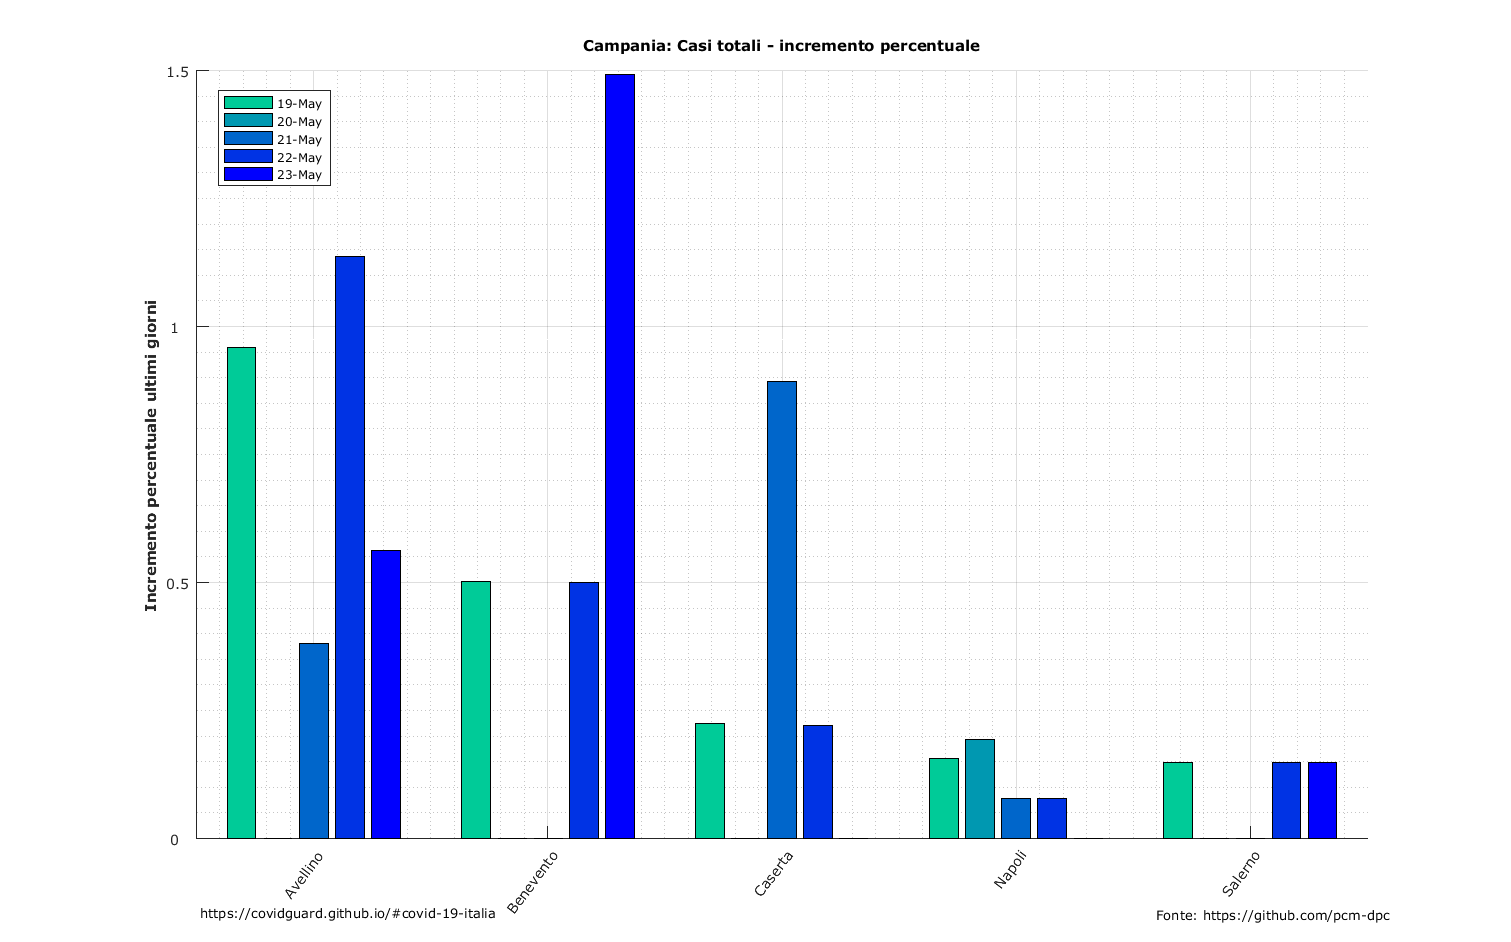 Campania: Casi totali - incremento percentuale
1.5
1
0.5
0
Incremento percentuale ultimi giorni
19-May
20-May
21-May
22-May
23-May
Avellino
Benevento
Caserta
Napoli
Salerno
https://covidguard.github.io/#covid-19-italia
Fonte: https://github.com/pcm-dpc